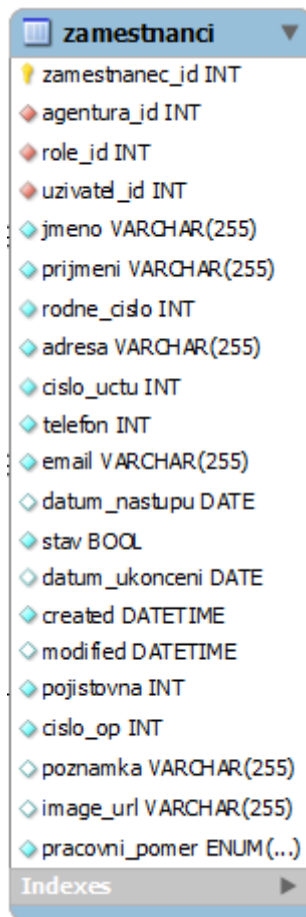 zamestnanci
zamestnanec_id INT
agentura_id INT
role_id INT
uzivatel_id INT
jmeno VARCHAR(255)
prijmeni VARCHAR(255)
rodne_cislo INT
adresa VARCHAR(255)
cislo_uctu INT
telefon INT
email VARCHAR(255)
datum_nastupu DATE
stav BOOL
datum_ukonceni DATE
created DATETIME
modified DATETIME
pojistovna INT
cislo_op INT
poznamka VARCHAR(255)
image_url VARCHAR(255)
pracovni_pomer ENUM(...)
Indexes